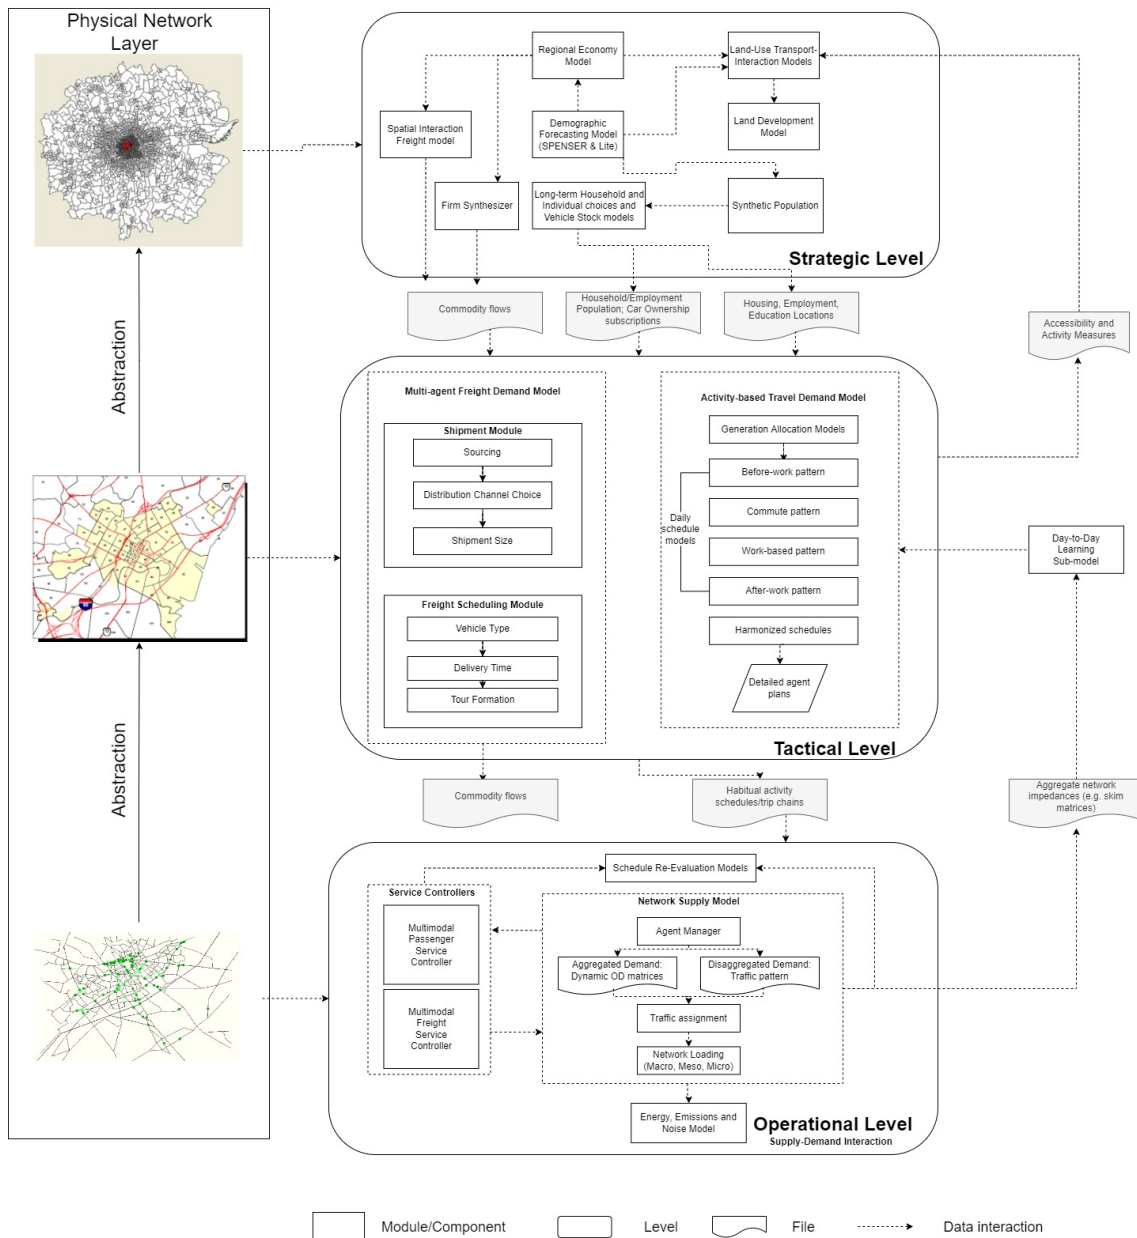 Physical Network
Layer
Abstraction
Abstraction
Regional Economy
Model
Land-Use Transport-
Interaction Models
Spatial Interaction
Freight model
Demographic
Forecasting Model
(SPENSER & Lite)
Land Development
Model
Firm Synthesizer
Long-term Household and
Individual choices and
Vehicle Stock models
Synthetic Population
Strategic Level
Commodity flows
Household/Employment
Population; Car Ownership
subscriptions
Housing, Employment,
Education Locations
Accessibility and
Activity Measures
Multi-agent Freight Demand Model
Shipment Module
Sourcing
Distribution Channel Choice
Shipment Size
Freight Scheduling Module
Vehicle Type
Delivery Time
Tour Formation
Activity-based Travel Demand Model
Generation Allocation Models
Before-work pattern
Commute pattern
Daily
schedule
models
Work-based pattern
After-work pattern
Harmonized schedules
Detailed agent
plans
Tactical Level
Day-to-Day
Learning
Sub-model
Commodity flows
Habitual activity
schedules/trip chains
Aggregate network
impedances (e.g. skim
matrices)
Schedule Re-Evaluation Models
Service Controllers
Multimodal
Passenger
Service
Controller
Multimodal
Freight
Service
Controller
Network Supply Model
Agent Manager
Aggregated Demand:
Dynamic OD matrices
Disaggregated Demand:
Traffic pattern
Traffic assignment
Network Loading
(Macro, Meso, Micro)
Energy, Emissions and
Noise Model
Operational Level
Supply-Demand Interaction
Module/Component
Level
File
Data interaction